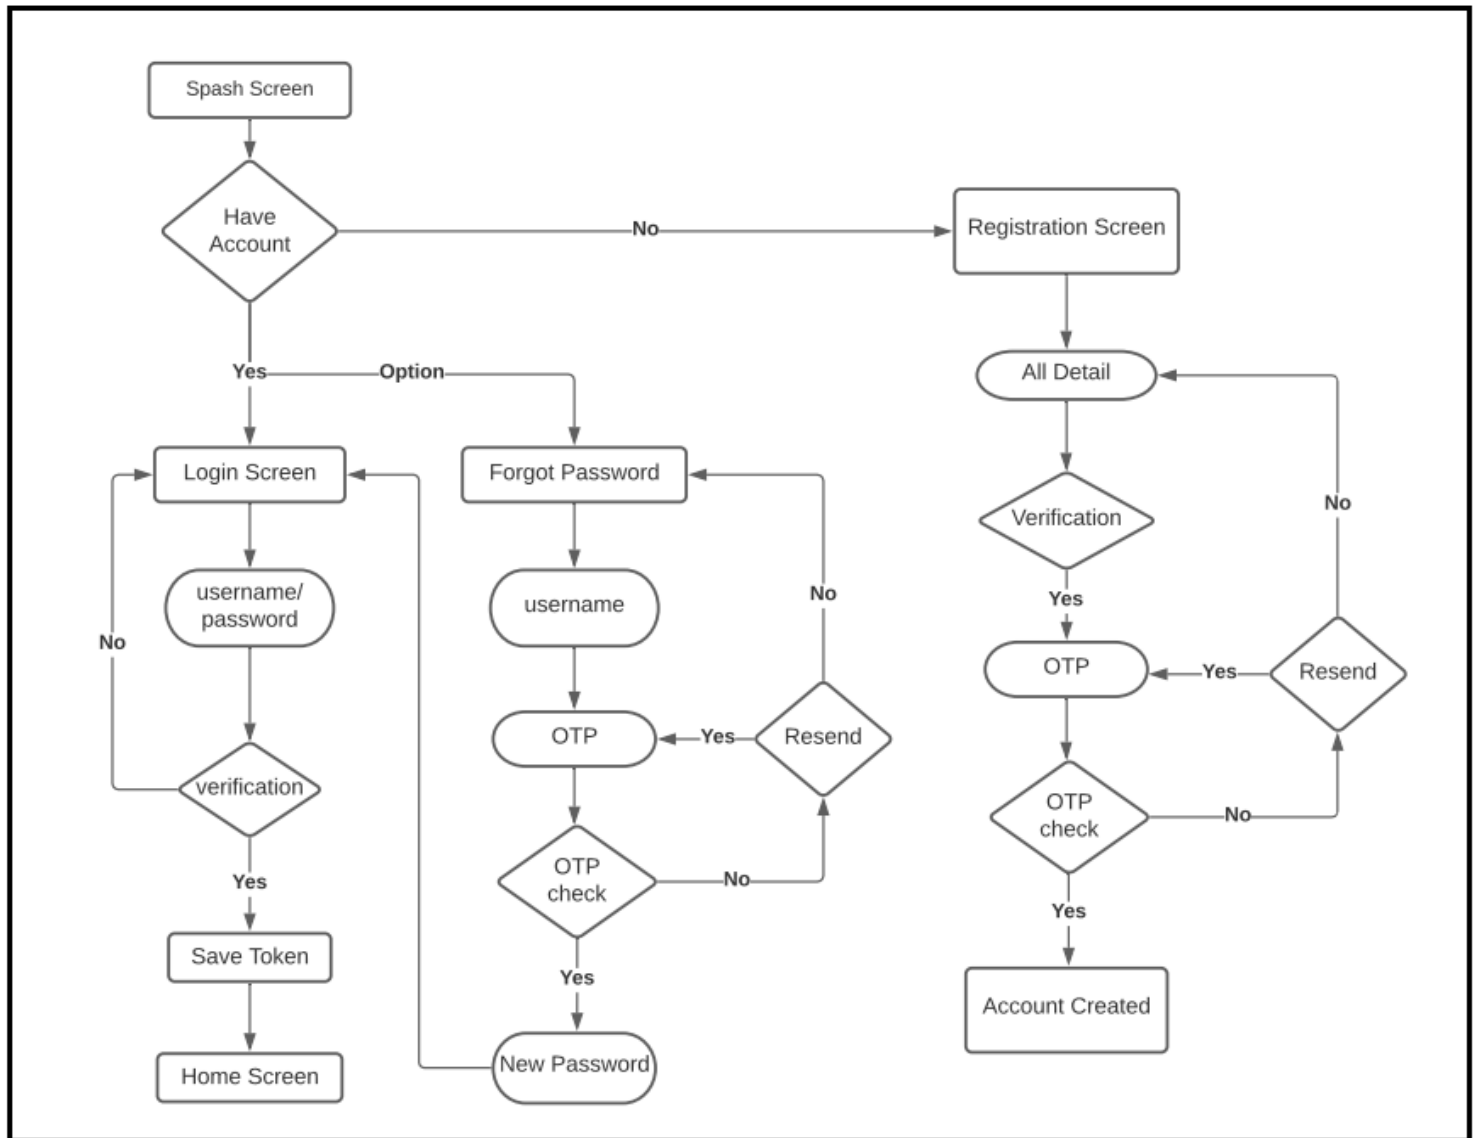 Spash Screen
Have
Account
No
Registration Screen
Yes
Option
All Detail
Login Screen
Forgot Password
No
Verification
username/
password
username
No
Yes
No
OTP
Yes
Resend
OTP
Yes
Resend
verification
OTP
check
No
OTP
check
No
Yes
Yes
Save Token
Yes
Account Created
New Password
Home Screen